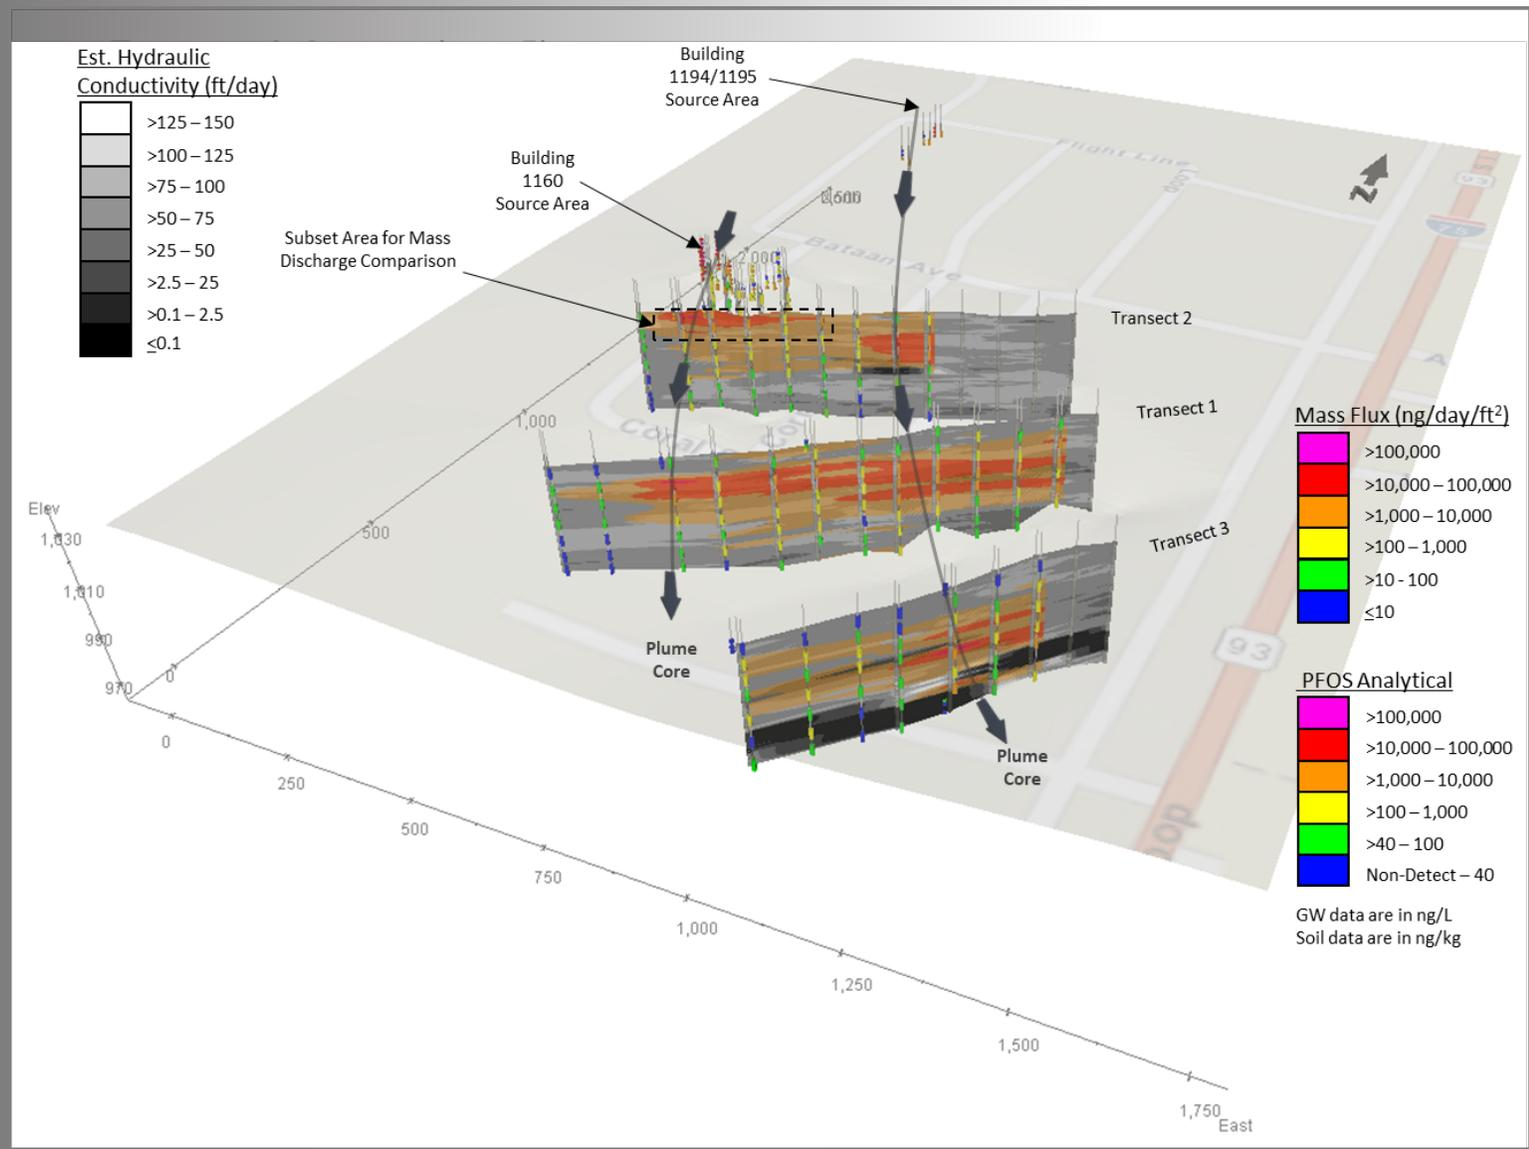 Est. Hydraulic
Conductivity (ft/day)
>125 – 150
>100 – 125
>75 – 100
>50 – 75
>25 – 50
>2.5 – 25
>0.1 – 2.5
≤0.1
Building
1194/1195
Source Area
Building
1160
Source Area
Subset Area for Mass
Discharge Comparison
Flight Line
Loop
Bataan Ave
93
75
N
2,000
Transect 2
Transect 1
Transect 3
1,000
500
0
Elev
1,030
1,010
990
970
Plume
Core
Plume
Core
93
A
0
250
500
750
1,000
1,250
1,500
1,750
East
Mass Flux (ng/day/ft²)
>100,000
>10,000 – 100,000
>1,000 – 10,000
>100 – 1,000
>10 - 100
≤10
PFOS Analytical
>100,000
>10,000 – 100,000
>1,000 – 10,000
>100 – 1,000
>40 – 100
Non-Detect – 40
GW data are in ng/L
Soil data are in ng/kg